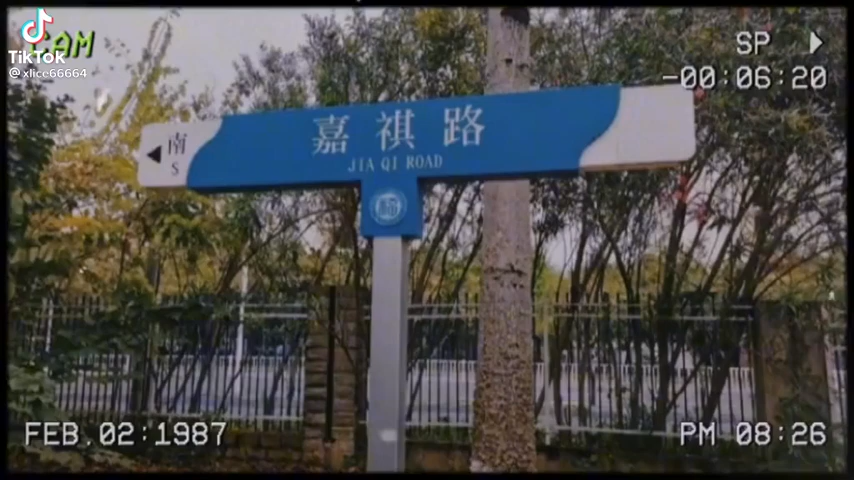 CAM
TikTok
@xlice66664
SP
-00:06:20
南
S
嘉祺路
JIA QI ROAD
FEB.02:1987
PM 08:26